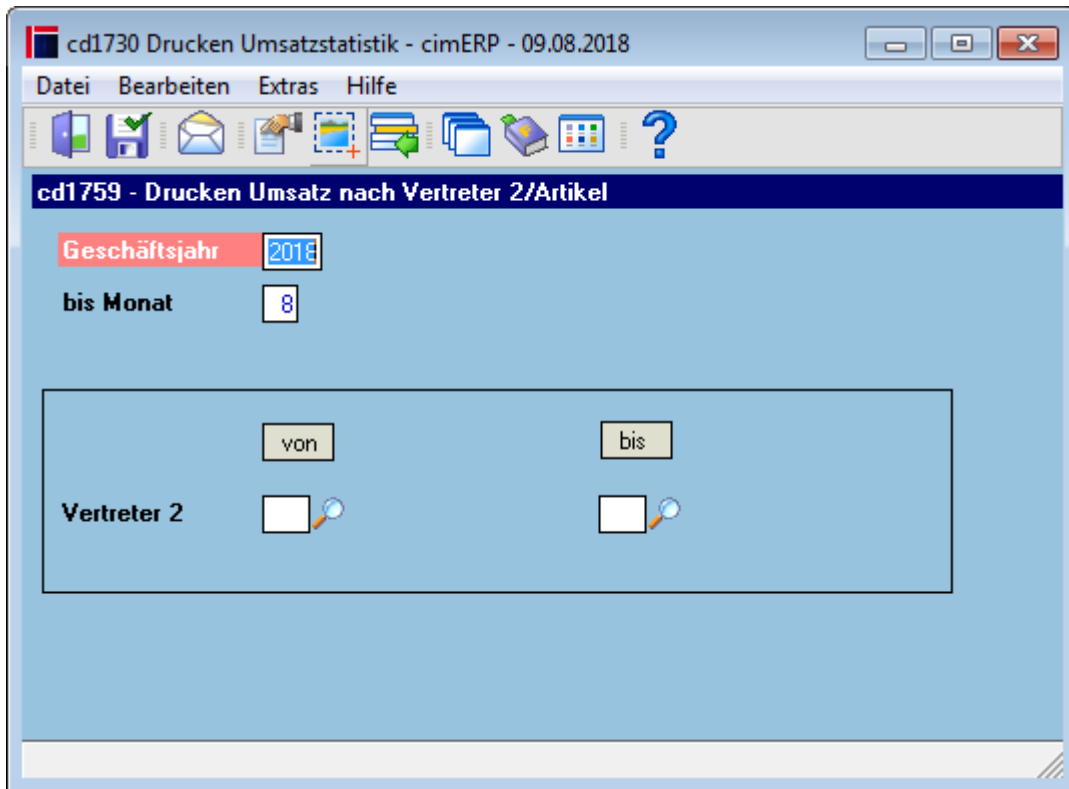 cd1730 Drucken Umsatzstatistik - cimERP - 09.08.2018
Datei Bearbeiten Extras Hilfe
cd1759 - Drucken Umsatz nach Vertreter 2/Artikel
Geschäftsjahr 2018
bis Monat 8
von bis
Vertreter 2